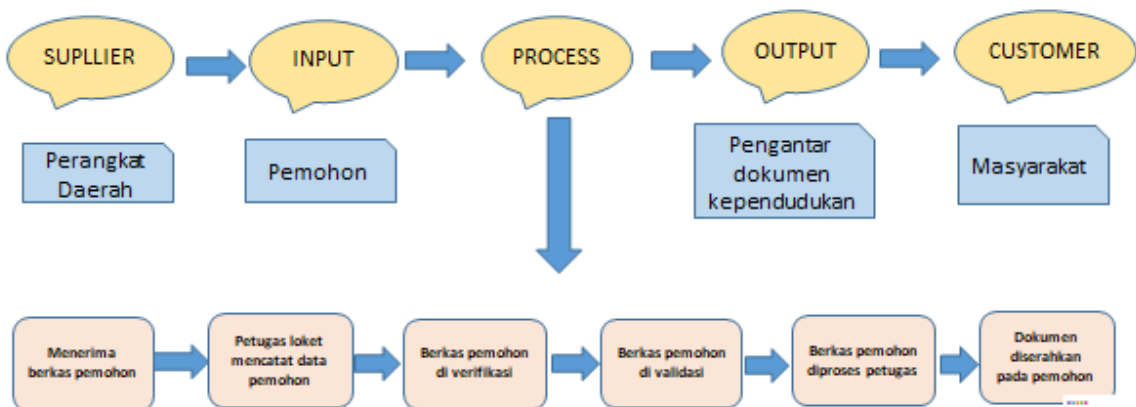 SUPLLIER
INPUT
PROCESS
OUTPUT
CUSTOMER
Perangkat
Daerah
Pemohon
Pengantar
dokumen
kependudukan
Masyarakat
Menerima
berkas pemohon
Petugas loket
mencatat data
pemohon
Berkas pemohon
di verifikasi
Berkas pemohon
di validasi
Berkas pemohon
diproses petugas
Dokumen
diserahkan
pada pemohon